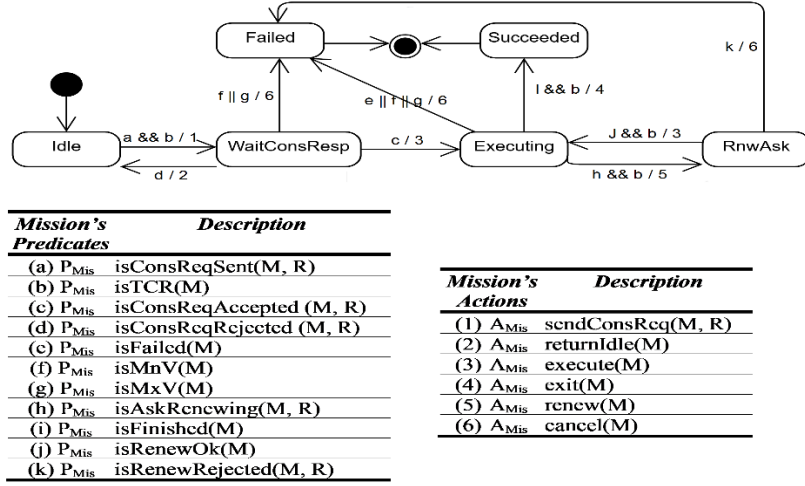 Failed
Succeeded
k / 6
f || g / 6
e || f || g / 6
I && b / 4
Idle
a && b / 1
d / 2
WaitConsResp
c / 3
Executing
J && b / 3
h && b / 5
RnwAsk
Mission's Predicates Description
(a) PMis isConsReqSent(M, R)
(b) PMis isTCR(M)
(c) PMis isConsReqAccepted (M, R)
(d) PMis isConsReqRejected (M, R)
(e) PMis isFailed(M)
(f) PMis isMnV(M)
(g) PMis isMxV(M)
(h) PMis isAskRenewing(M, R)
(i) PMis isFinished(M)
(j) PMis isRenewOk(M)
(k) PMis isRenewRejected(M, R)
Mission's Actions Description
(1) AMis sendConsReq(M, R)
(2) AMis returnIdle(M)
(3) AMis execute(M)
(4) AMis exit(M)
(5) AMis renew(M)
(6) AMis cancel(M)